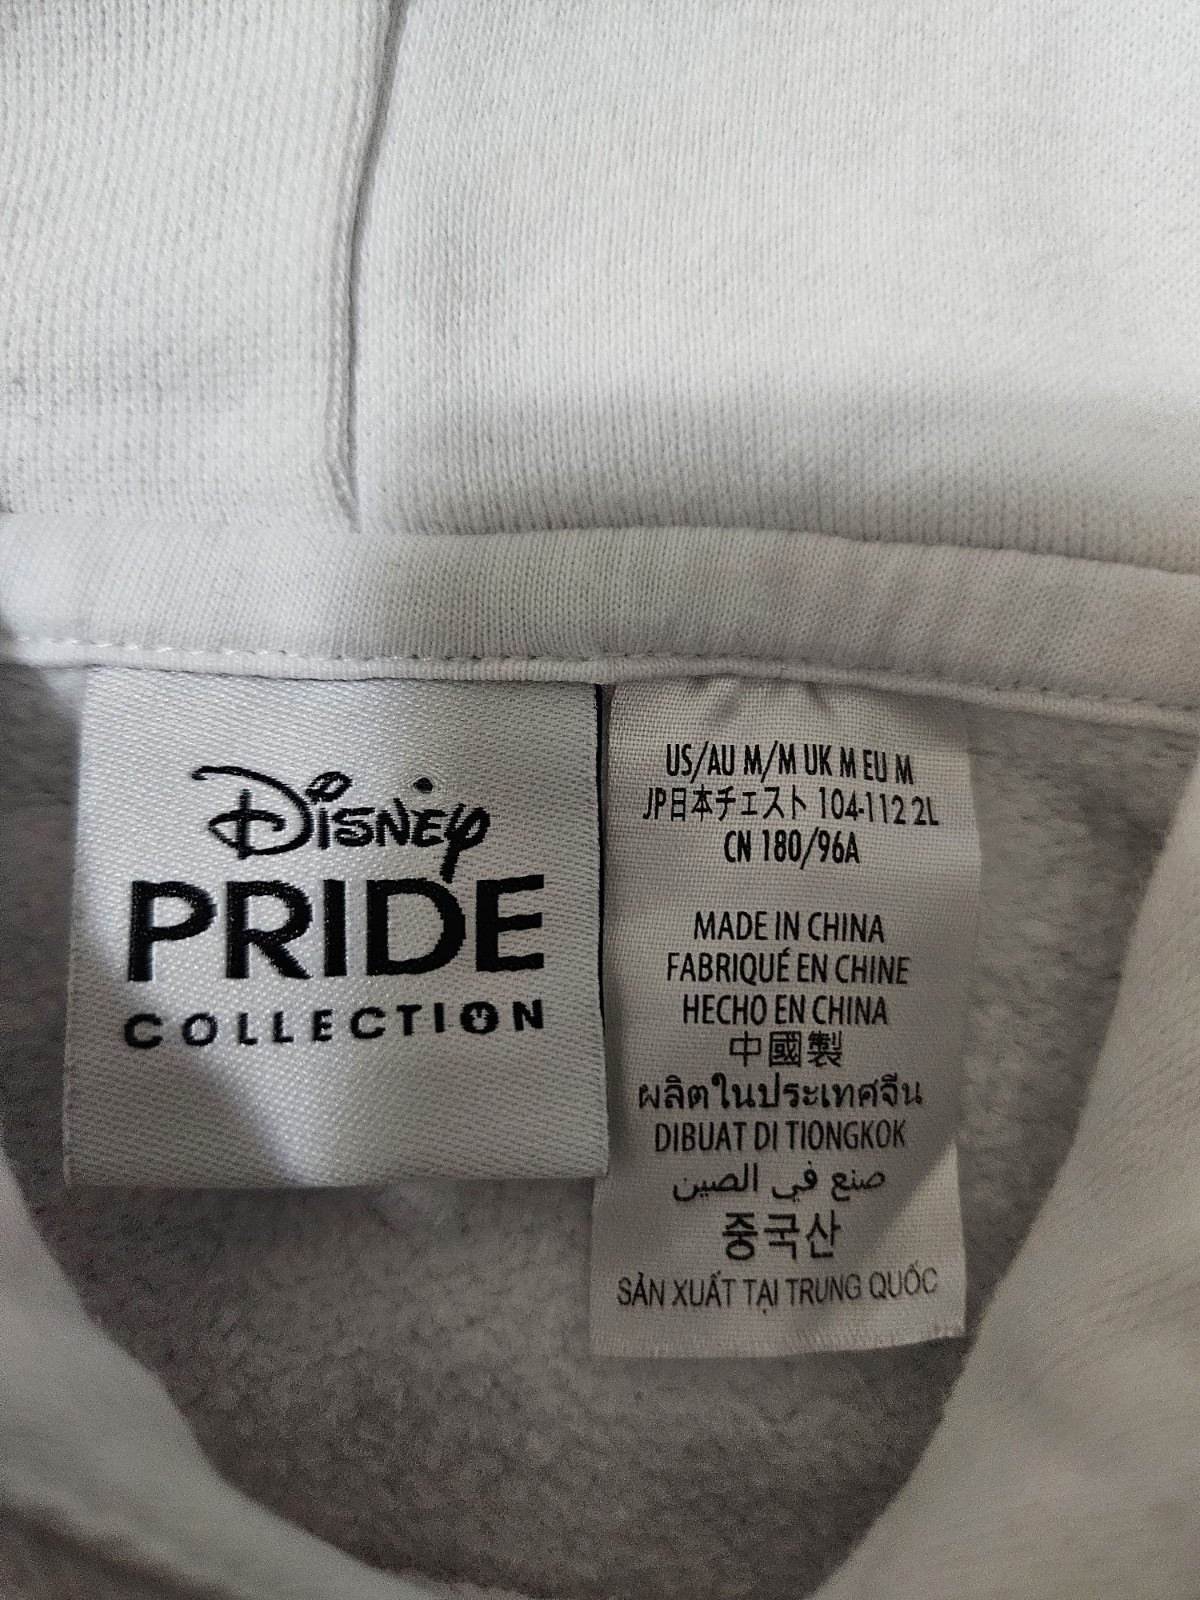 Disney
PRIDE
COLLECTION
US/AU M/M UK M EU M
JP日本チェスト 104-112 2L
CN 180/96A
MADE IN CHINA
FABRIQUÉ EN CHINE
HECHO EN CHINA
中國製
ผลิตในประเทศจีน
DIBUAT DI TIONGKOK
صنع في الصين
중국산
SẢN XUẤT TẠI TRUNG QUỐC